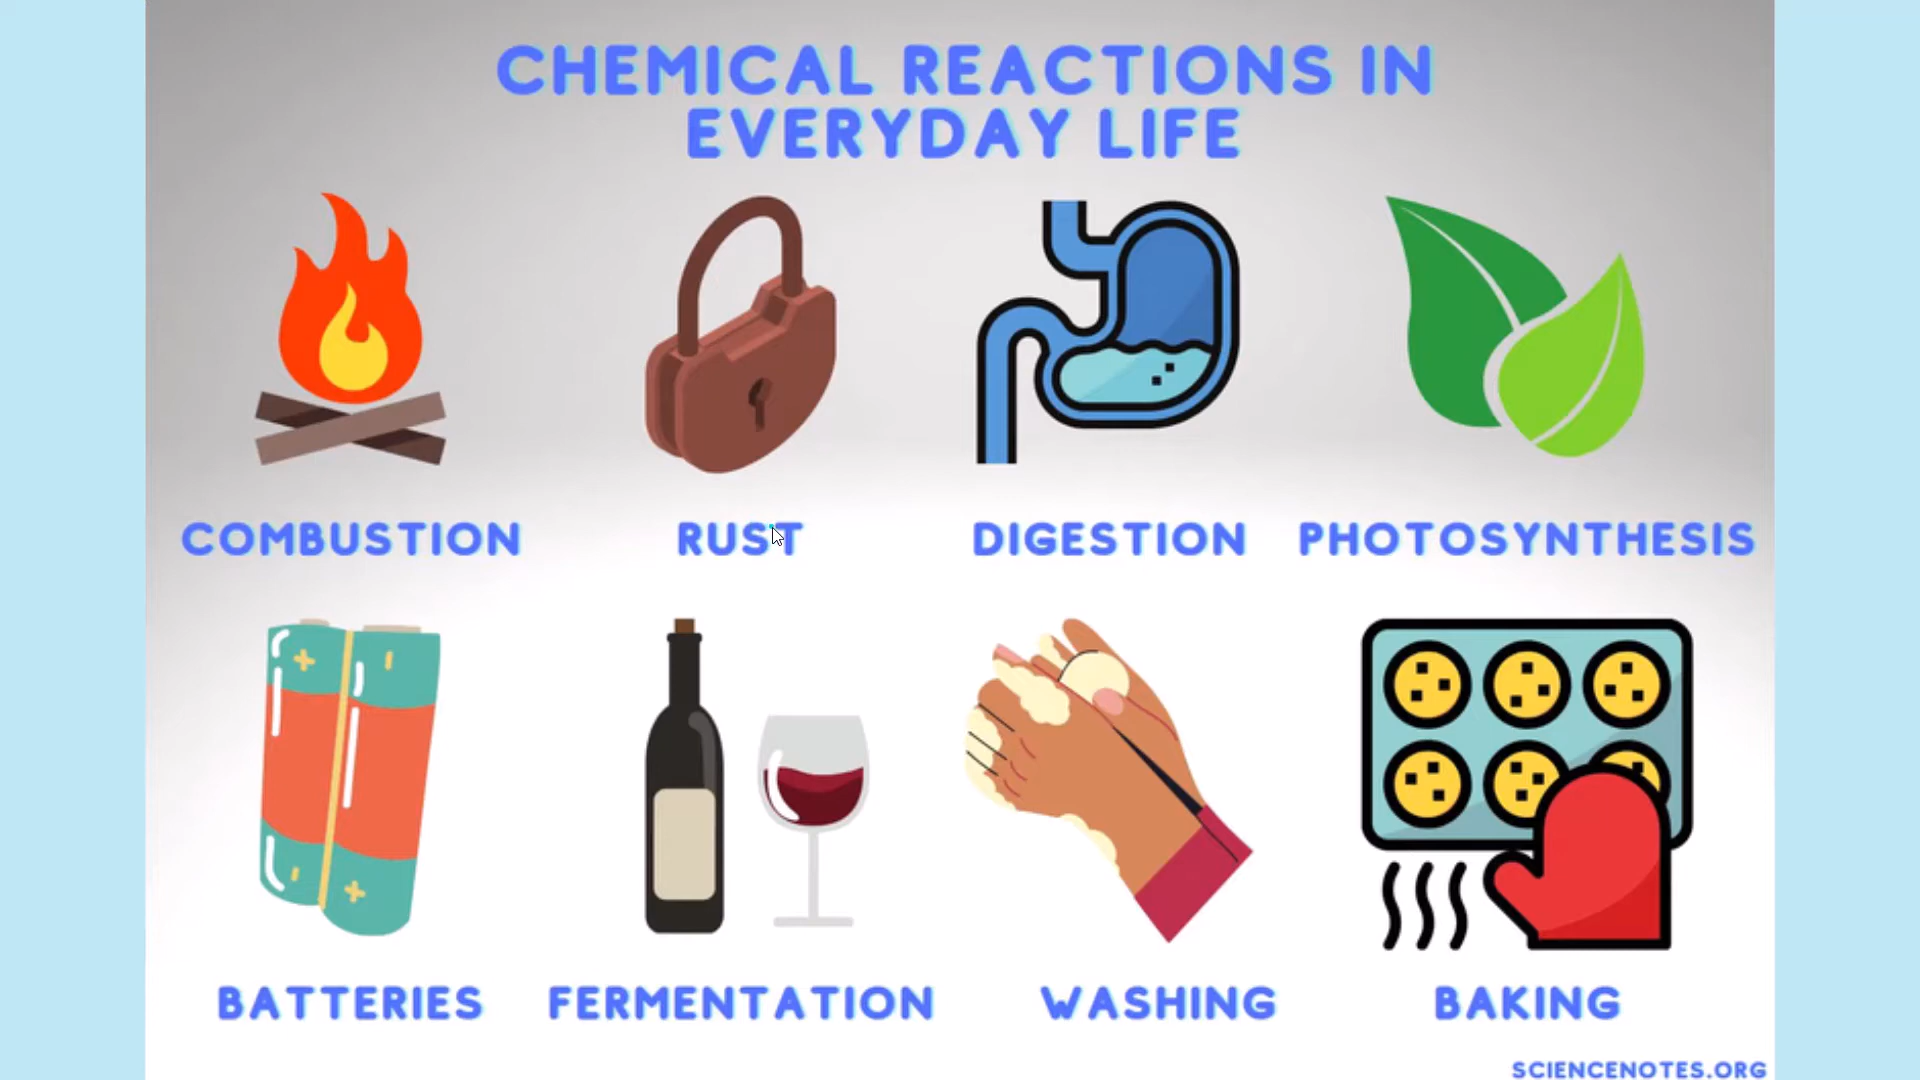 CHEMICAL REACTIONS IN
EVERYDAY LIFE
COMBUSTION
RUST
DIGESTION
PHOTOSYNTHESIS
BATTERIES
FERMENTATION
WASHING
BAKING
SCIENCENOTES.ORG